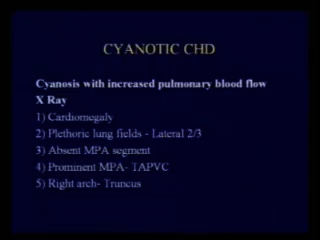 CYANOTIC CHD
Cyanosis with increased pulmonary blood flow
X Ray
1) Cardiomegaly
2) Plethoric lung fields - Lateral 2/3
3) Absent MPA segment
4) Prominent MPA- TAPVC
5) Right arch- Truncus